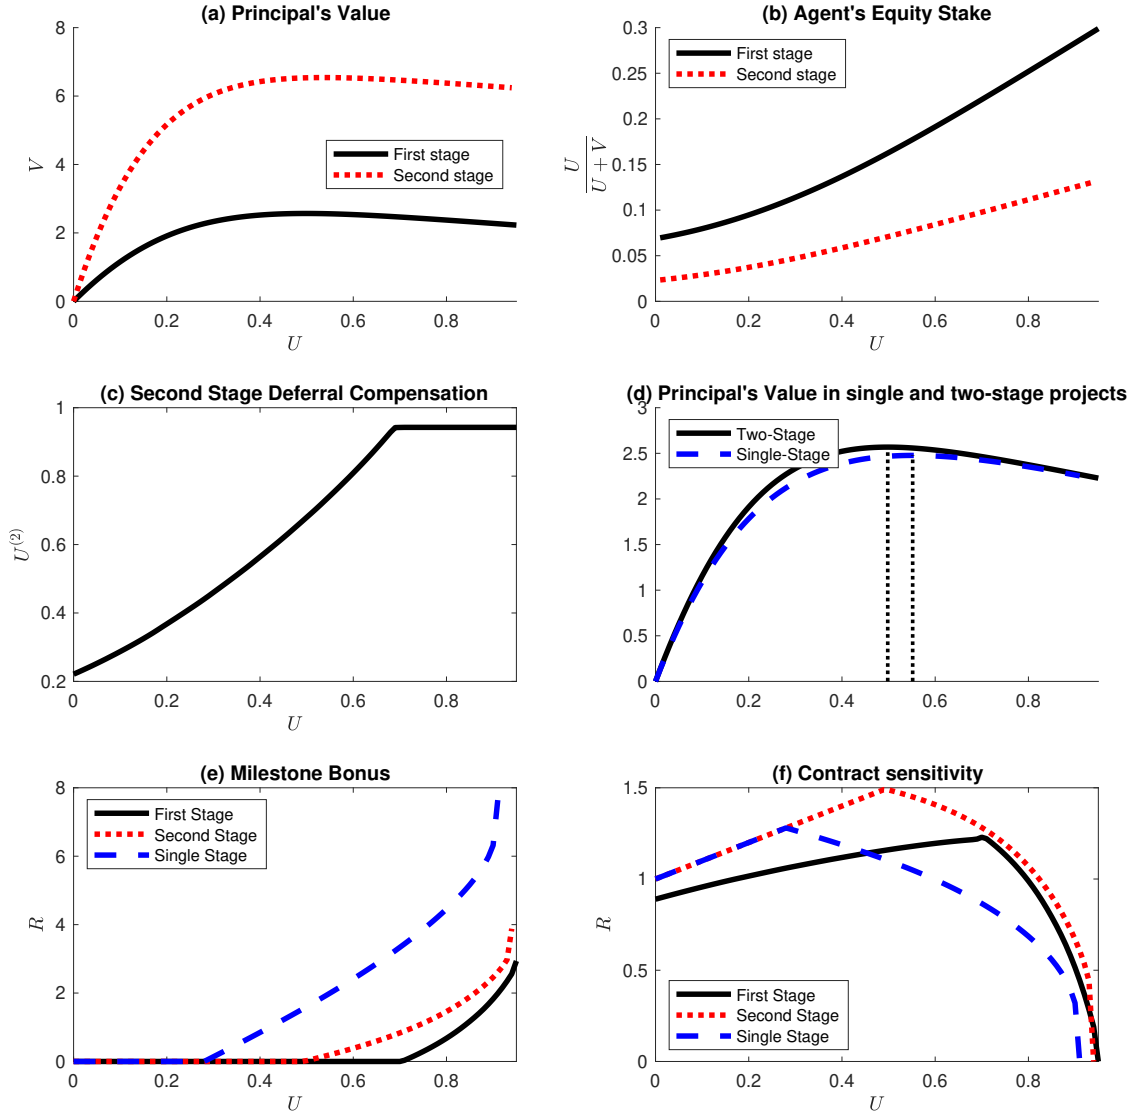 (a) Principal's Value
8
6
4
2
0
V
First stage
Second stage
0 0.2 0.4 0.6 0.8
U
(b) Agent's Equity Stake
0.3
0.25
0.2
0.15
0.1
0.05
0
U
U + V
First stage
Second stage
0 0.2 0.4 0.6 0.8
U
(c) Second Stage Deferral Compensation
1
0.8
0.6
0.4
0.2
U(2)
0 0.2 0.4 0.6 0.8
U
(d) Principal's Value in single and two-stage projects
3
2.5
2
1.5
1
0.5
0
Two-Stage
Single-Stage
0 0.2 0.4 0.6 0.8
U
(e) Milestone Bonus
8
6
4
2
0
R
First Stage
Second Stage
Single Stage
0 0.2 0.4 0.6 0.8
U
(f) Contract sensitivity
1.5
1
0.5
0
R
First Stage
Second Stage
Single Stage
0 0.2 0.4 0.6 0.8
U